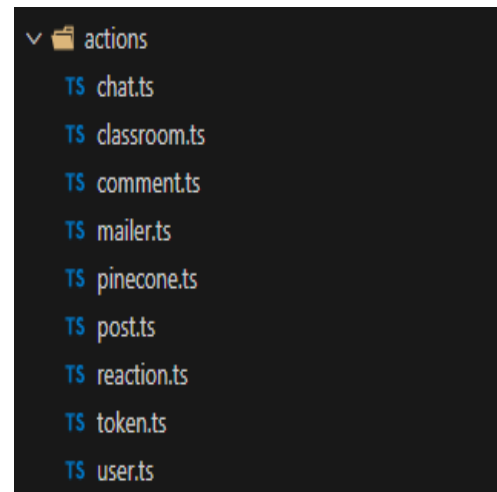 actions
TS chat.ts
TS classroom.ts
TS comment.ts
TS mailer.ts
TS pinecone.ts
TS post.ts
TS reaction.ts
TS token.ts
TS user.ts